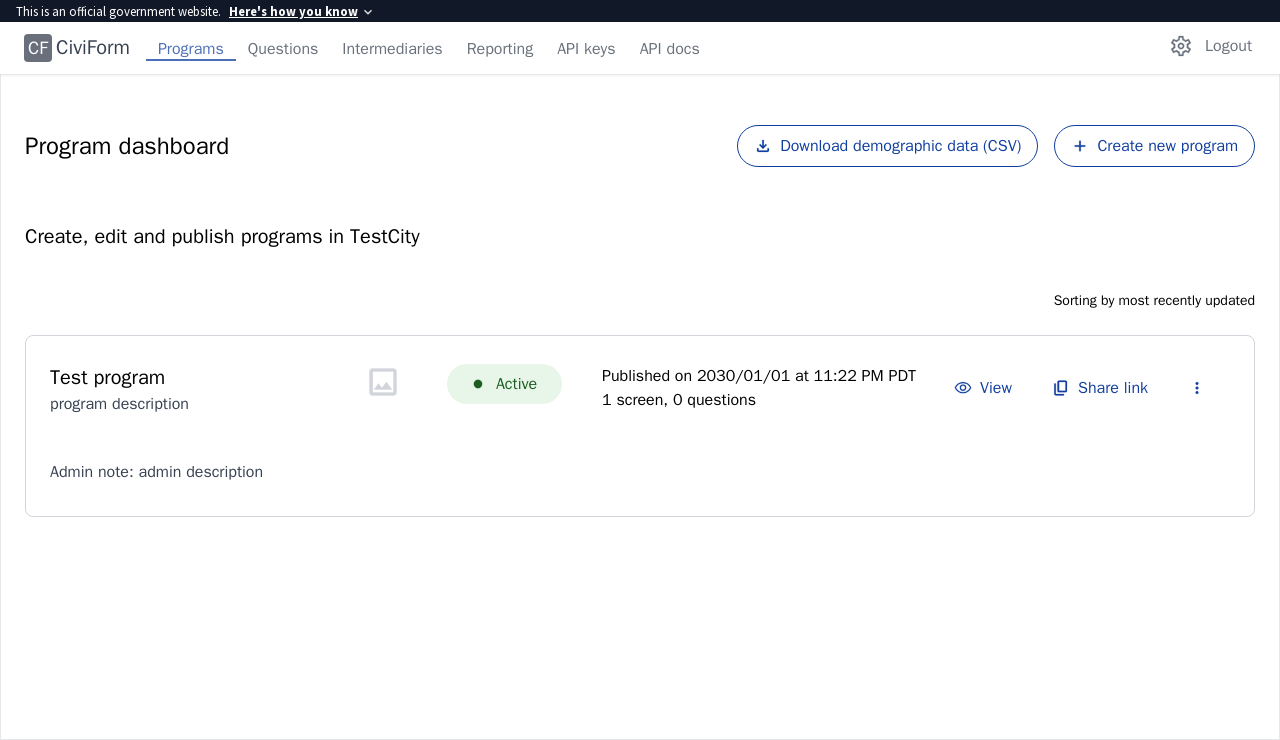 This is an official government website. Here's how you know
CF CiviForm Programs Questions Intermediaries Reporting API keys API docs Logout
Program dashboard Download demographic data (CSV) Create new program
Create, edit and publish programs in TestCity
Sorting by most recently updated
Test program
program description
Active
Published on 2030/01/01 at 11:22 PM PDT
1 screen, 0 questions
View Share link
Admin note: admin description